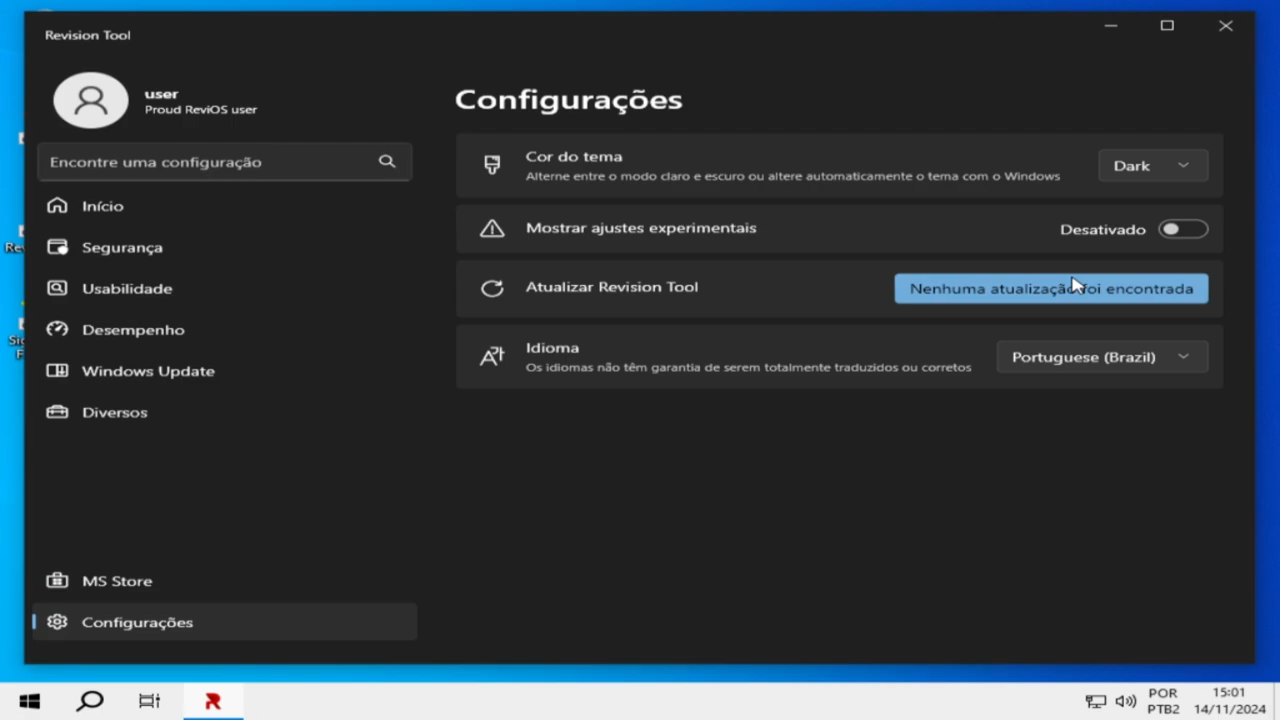 Revision Tool
user
Proud ReviOS user
Encontre uma configuração
Início
Segurança
Usabilidade
Desempenho
Windows Update
Diversos
MS Store
Configurações
Configurações
Cor do tema
Alterne entre o modo claro e escuro ou altere automaticamente o tema com o Windows
Dark
Mostrar ajustes experimentais
Desativado
Atualizar Revision Tool
Nenhuma atualização foi encontrada
Idioma
Os idiomas não têm garantia de serem totalmente traduzidos ou corretos
Portuguese (Brazil)
POR
PTB2
15:01
14/11/2024